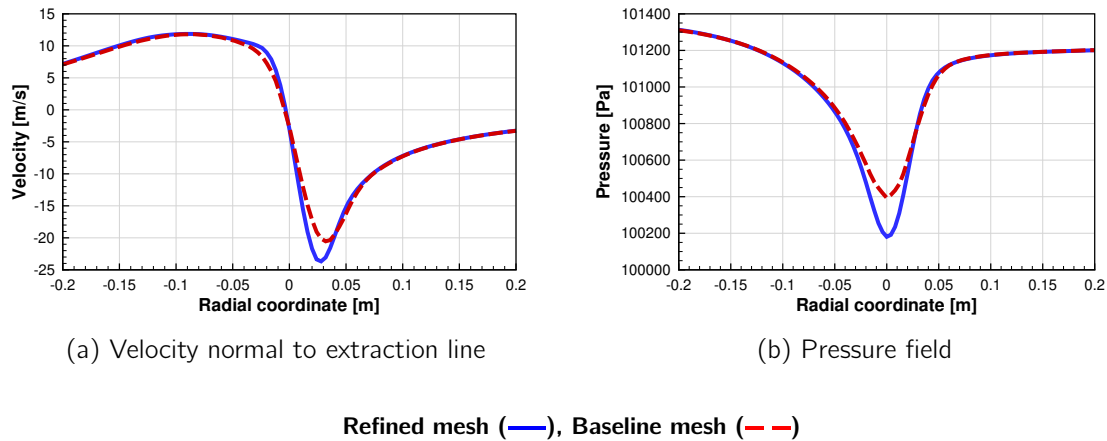 15
10
5
0
-5
-10
-15
-20
-25
Velocity [m/s]
-0.2 -0.15 -0.1 -0.05 0 0.05 0.1 0.15 0.2
Radial coordinate [m]
(a) Velocity normal to extraction line
101400
101200
101000
100800
100600
100400
100200
100000
Pressure [Pa]
-0.2 -0.15 -0.1 -0.05 0 0.05 0.1 0.15 0.2
Radial coordinate [m]
(b) Pressure field
Refined mesh (—), Baseline mesh (– –)